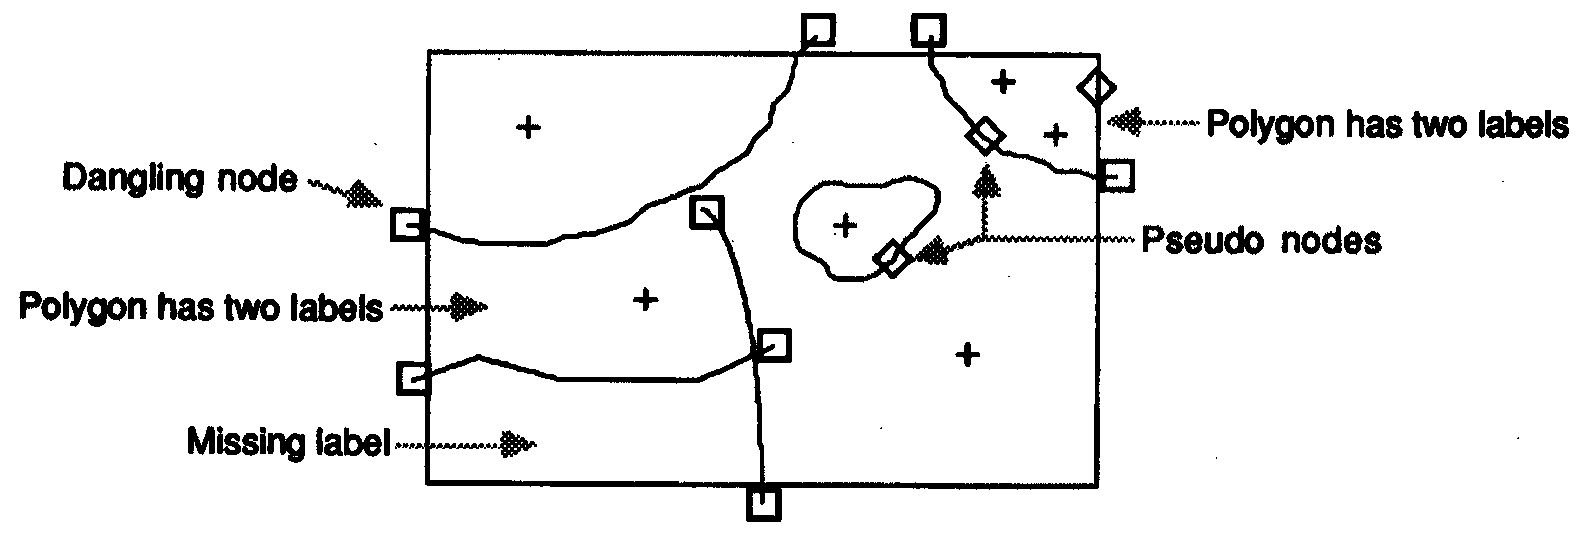 Polygon has two labels
Dangling node
Pseudo nodes
Polygon has two labels
Missing label